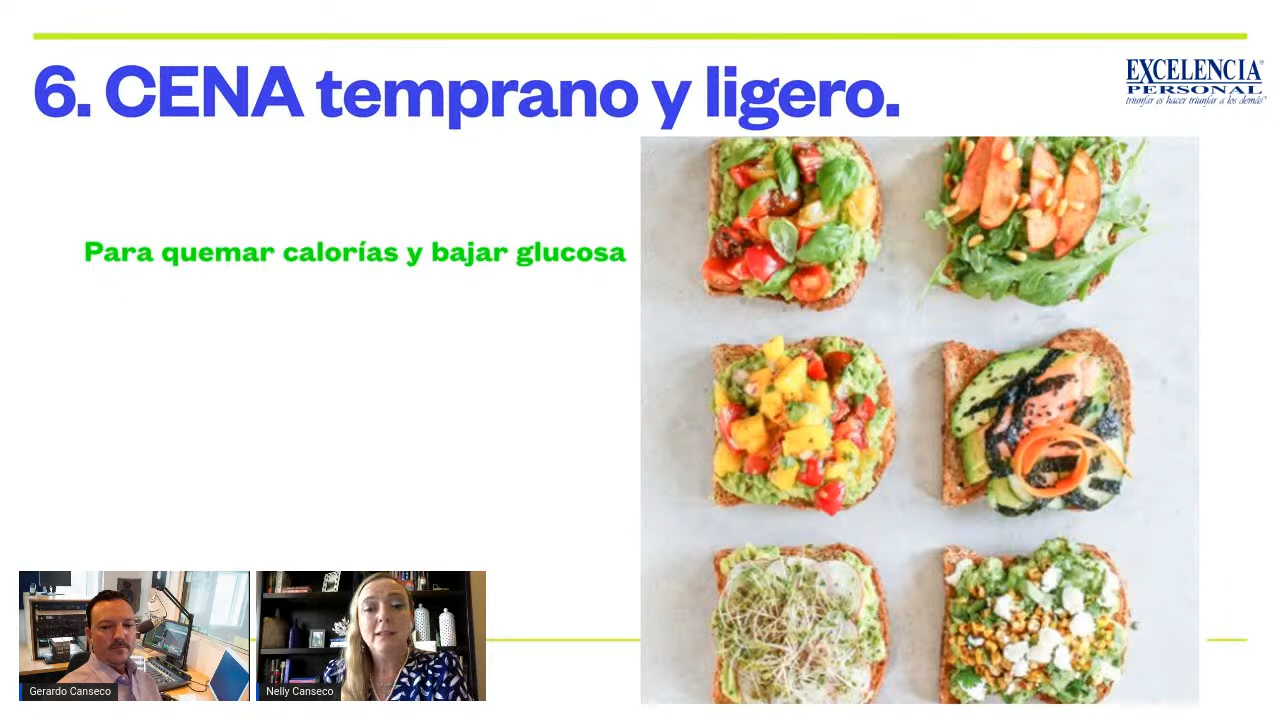 6. CENA temprano y ligero.
EXCELENCIA®
PERSONAL
triunfar es hacer triunfar a los demás™
Para quemar calorías y bajar glucosa
Gerardo Canseco
Nelly Canseco